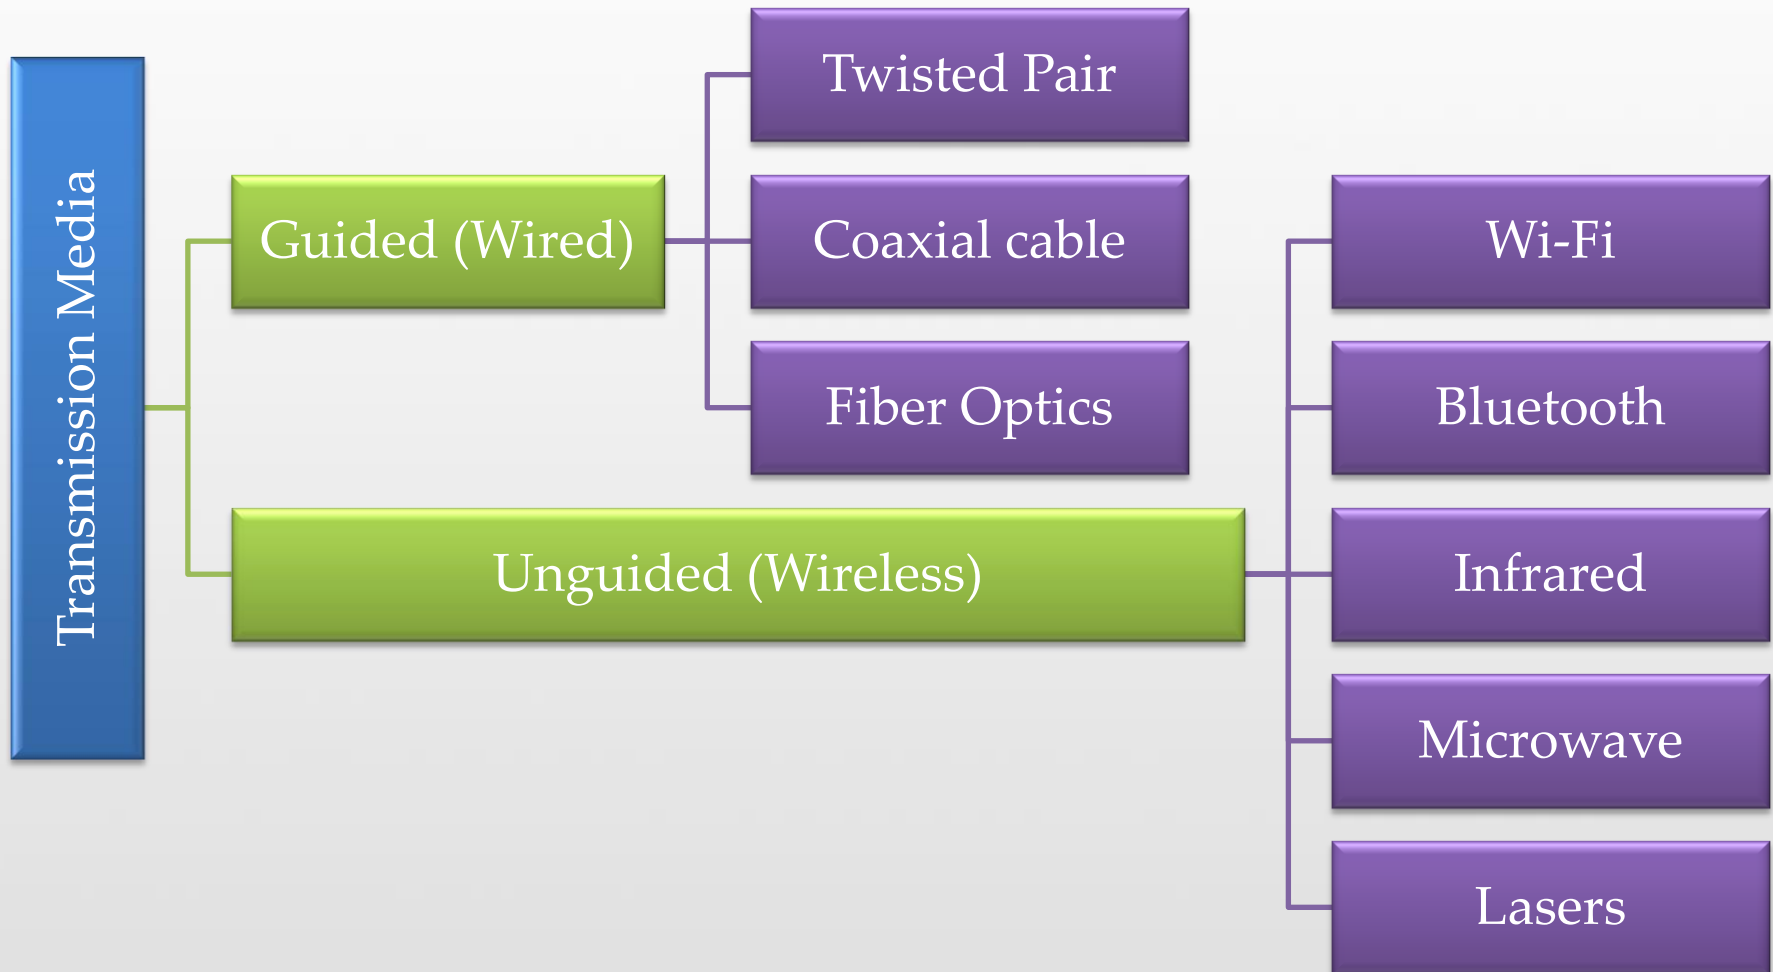 Transmission Media
Guided (Wired)
Twisted Pair
Coaxial cable
Fiber Optics
Unguided (Wireless)
Wi-Fi
Bluetooth
Infrared
Microwave
Lasers